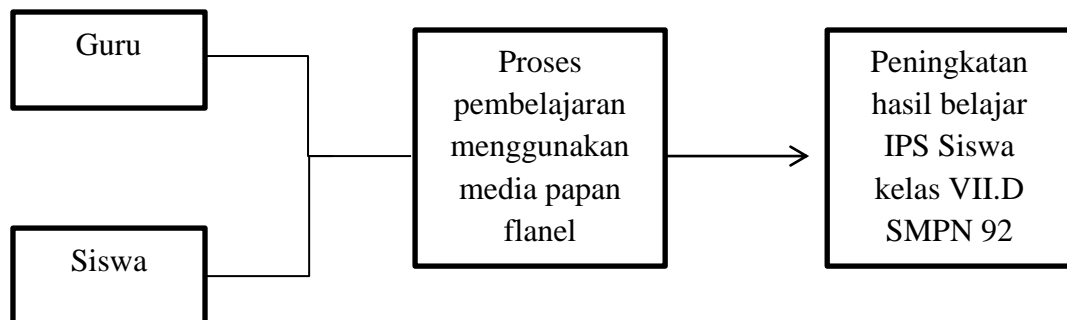 Guru
Siswa
Proses
pembelajaran
menggunakan
media papan
flanel
Peningkatan
hasil belajar
IPS Siswa
kelas VII.D
SMPN 92